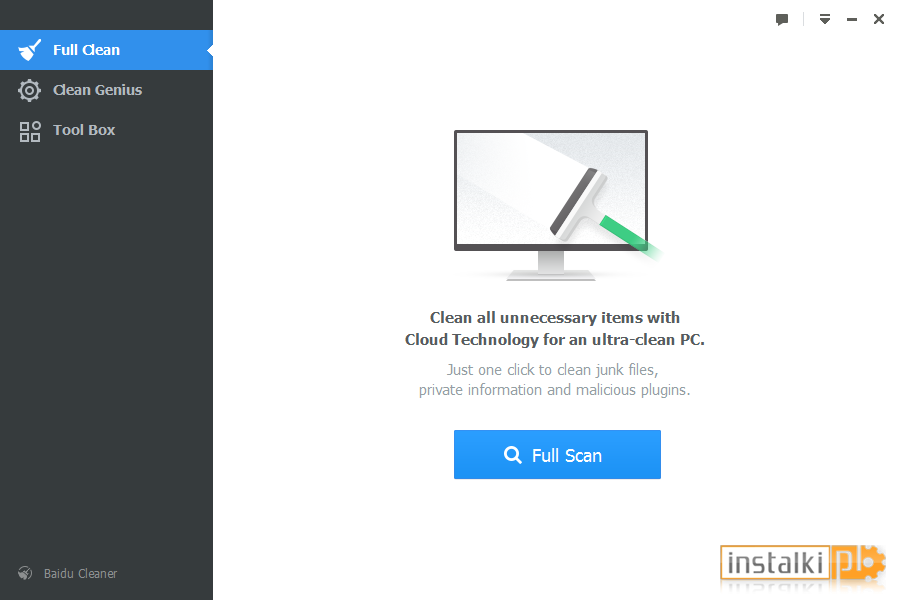 Full Clean
Clean Genius
Tool Box
Clean all unnecessary items with
Cloud Technology for an ultra-clean PC.
Just one click to clean junk files,
private information and malicious plugins.
Full Scan
Baidu Cleaner
instalki pl